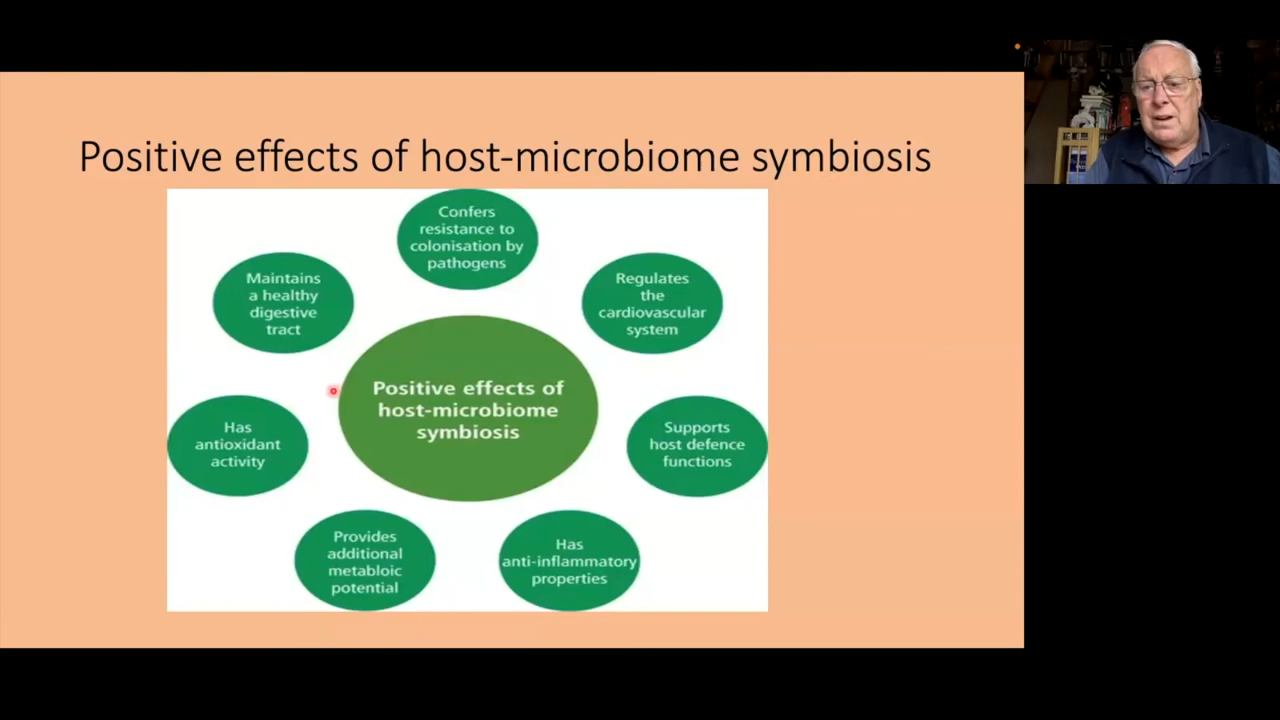 Positive effects of host-microbiome symbiosis
Confers
resistance to
colonisation by
pathogens
Maintains
a healthy
digestive
tract
Regulates
the
cardiovascular
system
Positive effects of
host-microbiome
symbiosis
Has
antioxidant
activity
Supports
host defence
functions
Provides
additional
metabloic
potential
Has
anti-inflammatory
properties